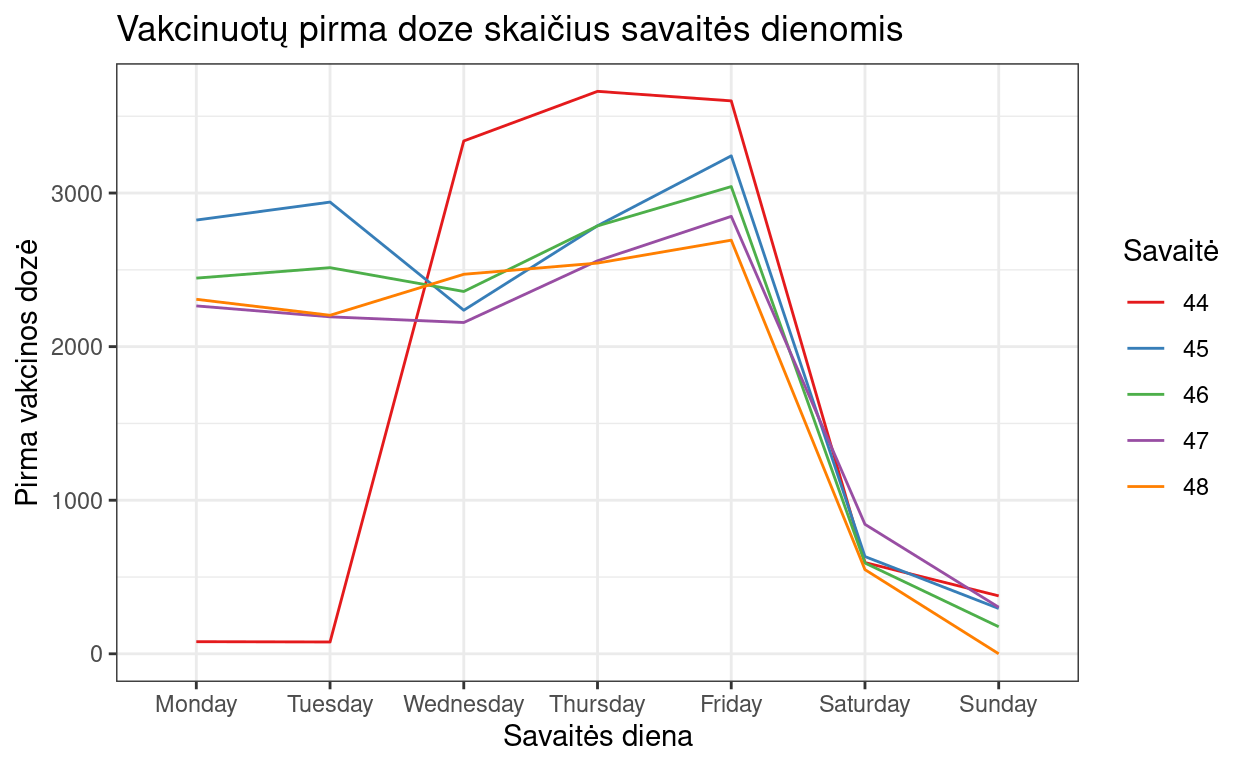 Vakcinuotų pirma doze skaičius savaitės dienomis
Pirma vakcinos dozė
3000
2000
1000
0
Monday Tuesday Wednesday Thursday Friday Saturday Sunday
Savaitės diena
Savaitė
44
45
46
47
48